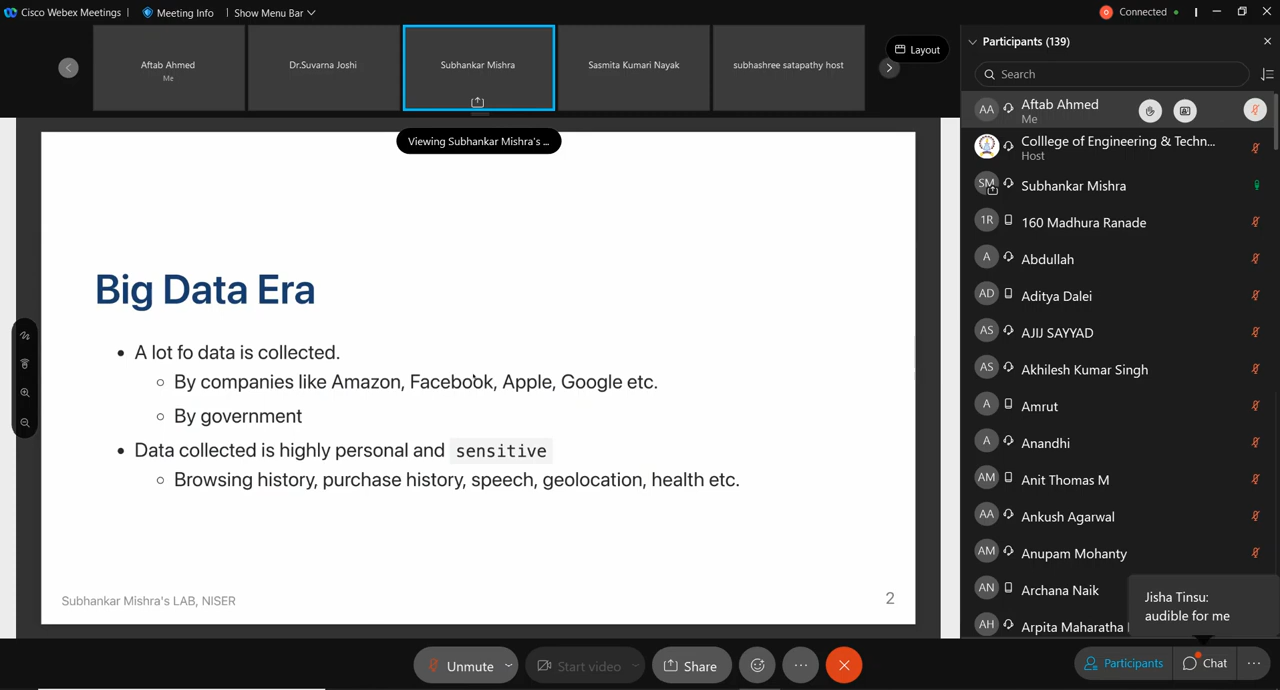 Cisco Webex Meetings
Meeting Info
Show Menu Bar
Connected
Aftab Ahmed
Me
Dr.Suvarna Joshi
Subhankar Mishra
Sasmita Kumari Nayak
subhashree satapathy host
Layout
Viewing Subhankar Mishra's ...
Big Data Era
A lot fo data is collected.
By companies like Amazon, Facebook, Apple, Google etc.
By government
Data collected is highly personal and sensitive
Browsing history, purchase history, speech, geolocation, health etc.
Subhankar Mishra's LAB, NISER
2
Participants (139)
Search
AA
Aftab Ahmed
Me
Colllege of Engineering & Techn...
Host
SM
Subhankar Mishra
1R
160 Madhura Ranade
A
Abdullah
AD
Aditya Dalei
AS
AJIJ SAYYAD
AS
Akhilesh Kumar Singh
A
Amrut
A
Anandhi
AM
Anit Thomas M
AA
Ankush Agarwal
AM
Anupam Mohanty
AN
Archana Naik
AH
Arpita Maharatha
Jisha Tinsu:
audible for me
Unmute
Start video
Share
Participants
Chat